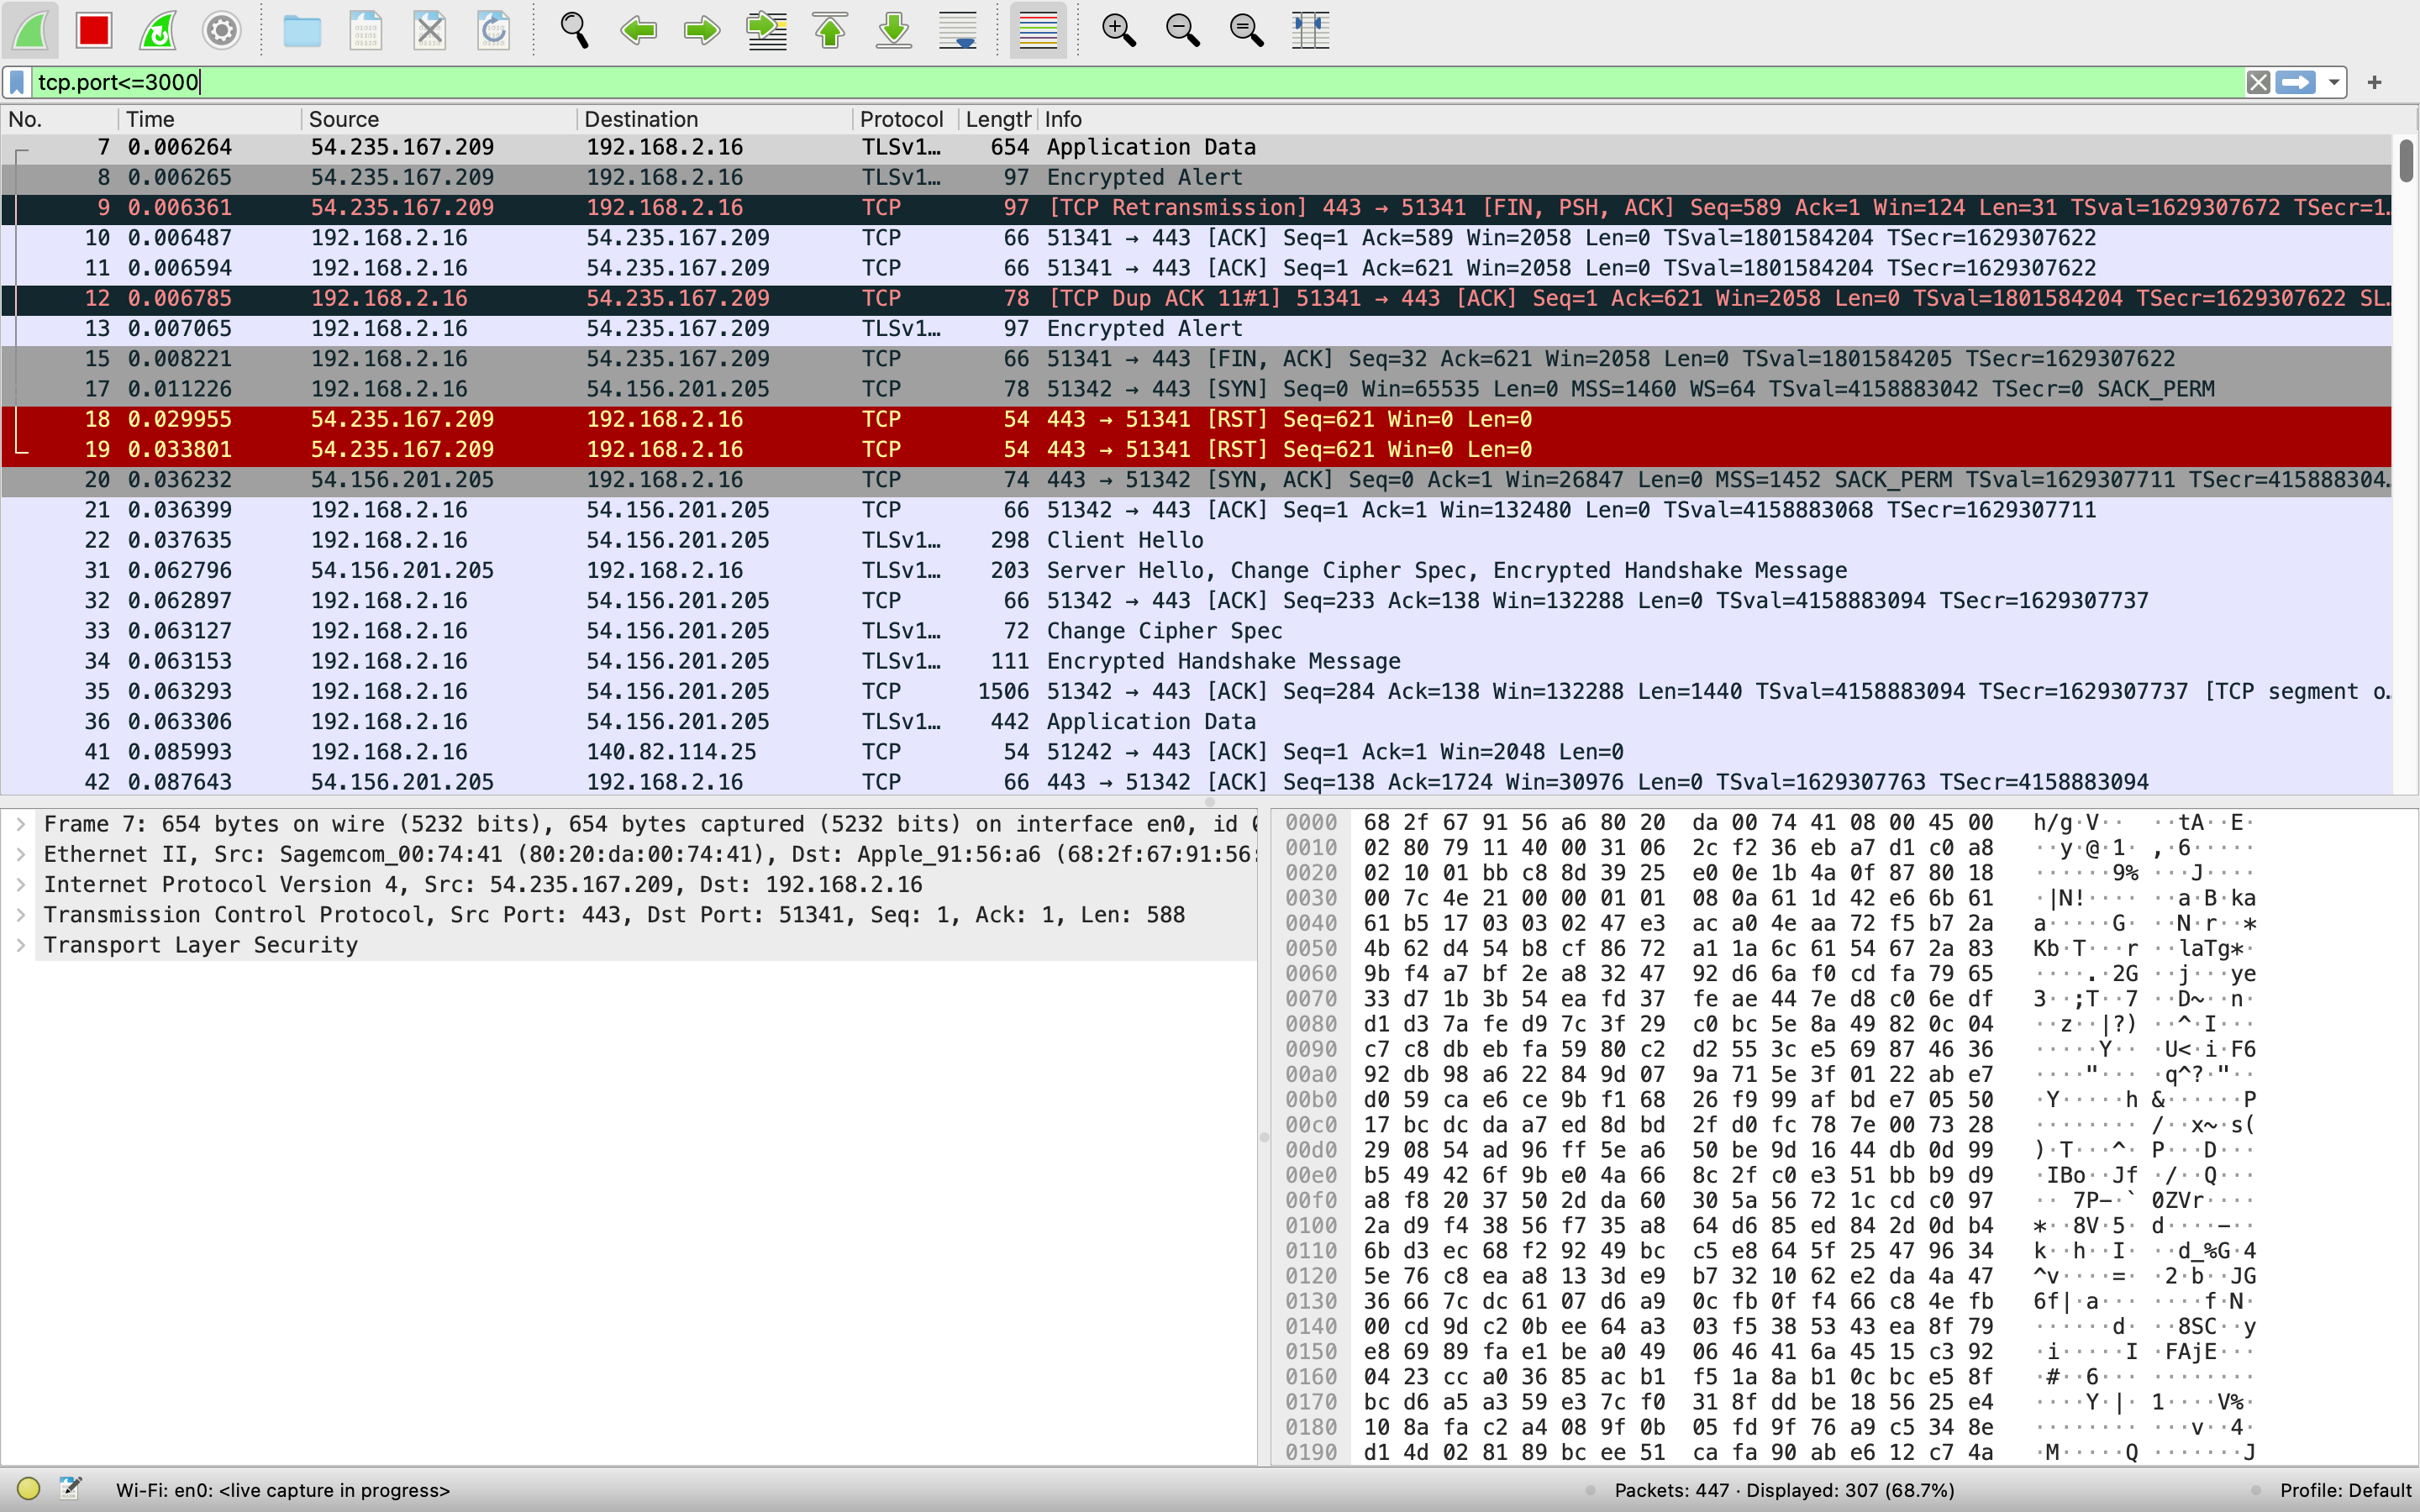 tcp.port<=3000
No. Time Source Destination Protocol Length Info
7 0.006264 54.235.167.209 192.168.2.16 TLSv1… 654 Application Data
8 0.006265 54.235.167.209 192.168.2.16 TLSv1… 97 Encrypted Alert
9 0.006361 54.235.167.209 192.168.2.16 TCP 97 [TCP Retransmission] 443 → 51341 [FIN, PSH, ACK] Seq=589 Ack=1 Win=124 Len=31 TSval=1629307672 TSecr=1…
10 0.006487 192.168.2.16 54.235.167.209 TCP 66 51341 → 443 [ACK] Seq=1 Ack=589 Win=2058 Len=0 TSval=1801584204 TSecr=1629307622
11 0.006594 192.168.2.16 54.235.167.209 TCP 66 51341 → 443 [ACK] Seq=1 Ack=621 Win=2058 Len=0 TSval=1801584204 TSecr=1629307622
12 0.006785 192.168.2.16 54.235.167.209 TCP 78 [TCP Dup ACK 11#1] 51341 → 443 [ACK] Seq=1 Ack=621 Win=2058 Len=0 TSval=1801584204 TSecr=1629307622 SL…
13 0.007065 192.168.2.16 54.235.167.209 TLSv1… 97 Encrypted Alert
15 0.008221 192.168.2.16 54.235.167.209 TCP 66 51341 → 443 [FIN, ACK] Seq=32 Ack=621 Win=2058 Len=0 TSval=1801584205 TSecr=1629307622
17 0.011226 192.168.2.16 54.156.201.205 TCP 78 51342 → 443 [SYN] Seq=0 Win=65535 Len=0 MSS=1460 WS=64 TSval=4158883042 TSecr=0 SACK_PERM
18 0.029955 54.235.167.209 192.168.2.16 TCP 54 443 → 51341 [RST] Seq=621 Win=0 Len=0
19 0.033801 54.235.167.209 192.168.2.16 TCP 54 443 → 51341 [RST] Seq=621 Win=0 Len=0
20 0.036232 54.156.201.205 192.168.2.16 TCP 74 443 → 51342 [SYN, ACK] Seq=0 Ack=1 Win=26847 Len=0 MSS=1452 SACK_PERM TSval=1629307711 TSecr=415888304…
21 0.036399 192.168.2.16 54.156.201.205 TCP 66 51342 → 443 [ACK] Seq=1 Ack=1 Win=132480 Len=0 TSval=4158883068 TSecr=1629307711
22 0.037635 192.168.2.16 54.156.201.205 TLSv1… 298 Client Hello
31 0.062796 54.156.201.205 192.168.2.16 TLSv1… 203 Server Hello, Change Cipher Spec, Encrypted Handshake Message
32 0.062897 192.168.2.16 54.156.201.205 TCP 66 51342 → 443 [ACK] Seq=233 Ack=138 Win=132288 Len=0 TSval=4158883094 TSecr=1629307737
33 0.063127 192.168.2.16 54.156.201.205 TLSv1… 72 Change Cipher Spec
34 0.063153 192.168.2.16 54.156.201.205 TLSv1… 111 Encrypted Handshake Message
35 0.063293 192.168.2.16 54.156.201.205 TCP 1506 51342 → 443 [ACK] Seq=284 Ack=138 Win=132288 Len=1440 TSval=4158883094 TSecr=1629307737 [TCP segment o…
36 0.063306 192.168.2.16 54.156.201.205 TLSv1… 442 Application Data
41 0.085993 192.168.2.16 140.82.114.25 TCP 54 51242 → 443 [ACK] Seq=1 Ack=1 Win=2048 Len=0
42 0.087643 54.156.201.205 192.168.2.16 TCP 66 443 → 51342 [ACK] Seq=138 Ack=1724 Win=30976 Len=0 TSval=1629307763 TSecr=4158883094
Frame 7: 654 bytes on wire (5232 bits), 654 bytes captured (5232 bits) on interface en0, id
Ethernet II, Src: Sagemcom_00:74:41 (80:20:da:00:74:41), Dst: Apple_91:56:a6 (68:2f:67:91:56:
Internet Protocol Version 4, Src: 54.235.167.209, Dst: 192.168.2.16
Transmission Control Protocol, Src Port: 443, Dst Port: 51341, Seq: 1, Ack: 1, Len: 588
Transport Layer Security
0000 68 2f 67 91 56 a6 80 20 da 00 74 41 08 00 45 00 h/g·V·· ··tA··E·
0010 02 80 79 11 40 00 31 06 2c f2 36 eb a7 d1 c0 a8 ··y·@·1· ,·6·····
0020 02 10 01 bb c8 8d 39 25 e0 0e 1b 4a 0f 87 80 18 ······9% ···J····
0030 00 7c 4e 21 00 00 01 01 08 0a 61 1d 42 e6 6b 61 ·|N!···· ··a·B·ka
0040 61 b5 17 03 03 02 47 e3 ac a0 4e aa 72 f5 b7 2a a·····G· ··N·r··*
0050 4b 62 d4 54 b8 cf 86 72 a1 1a 6c 61 54 67 2a 83 Kb·T···r ··laTg*·
0060 9b f4 a7 bf 2e a8 32 47 92 d6 6a f0 cd fa 79 65 ····.·2G ··j···ye
0070 33 d7 1b 3b 54 ea fd 37 fe ae 44 7e d8 c0 6e df 3··;T··7 ··D~··n·
0080 d1 d3 7a fe d9 7c 3f 29 c0 bc 5e 8a 49 82 0c 04 ··z··|?) ··^·I···
0090 c7 c8 db eb fa 59 80 c2 d2 55 3c e5 69 87 46 36 ·····Y·· ·U<·i·F6
00a0 92 db 98 a6 22 84 9d 07 9a 71 5e 3f 01 22 ab e7 ····"··· ·q^?·"··
00b0 d0 59 ca e6 ce 9b f1 68 26 f9 99 af bd e7 05 50 ·Y·····h &······P
00c0 17 bc dc da a7 ed 8d bd 2f d0 fc 78 7e 00 73 28 ········ /··x~·s(
00d0 29 08 54 ad 96 ff 5e a6 50 be 9d 16 44 db 0d 99 )·T···^· P···D···
00e0 b5 49 42 6f 9b e0 4a 66 8c 2f c0 e3 51 bb b9 d9 ·IBo··Jf ·/··Q···
00f0 a8 f8 20 37 50 2d da 60 30 5a 56 72 1c cd c0 97 ·· 7P-·` 0ZVr····
0100 2a d9 f4 38 56 f7 35 a8 64 d6 85 ed 84 2d 0d b4 *··8V·5· d····-··
0110 6b d3 ec 68 f2 92 49 bc c5 e8 64 5f 25 47 96 34 k··h··I· ··d_%G·4
0120 5e 76 c8 ea a8 13 3d e9 b7 32 10 62 e2 da 4a 47 ^v····=· ·2·b··JG
0130 36 66 7c dc 61 07 d6 a9 0c fb 0f f4 66 c8 4e fb 6f|·a··· ····f·N·
0140 00 cd 9d c2 0b ee 64 a3 03 f5 38 53 43 ea 8f 79 ······d· ··8SC··y
0150 e8 69 89 fa e1 be a0 49 06 46 41 6a 45 15 c3 92 ·i·····I ·FAjE···
0160 04 23 cc a0 36 85 ac b1 f5 1a 8a b1 0c bc e5 8f ·#··6··· ········
0170 bc d6 a5 a3 59 e3 7c f0 31 8f dd be 18 56 25 e4 ····Y·|· 1····V%·
0180 10 8a fa c2 a4 08 9f 0b 05 fd 9f 76 a9 c5 34 8e ········ ···v··4·
0190 d1 4d 02 81 89 bc ee 51 ca fa 90 ab e6 12 c7 4a ·M·····Q ·······J
Wi-Fi: en0: <live capture in progress> Packets: 447 · Displayed: 307 (68.7%) Profile: Default